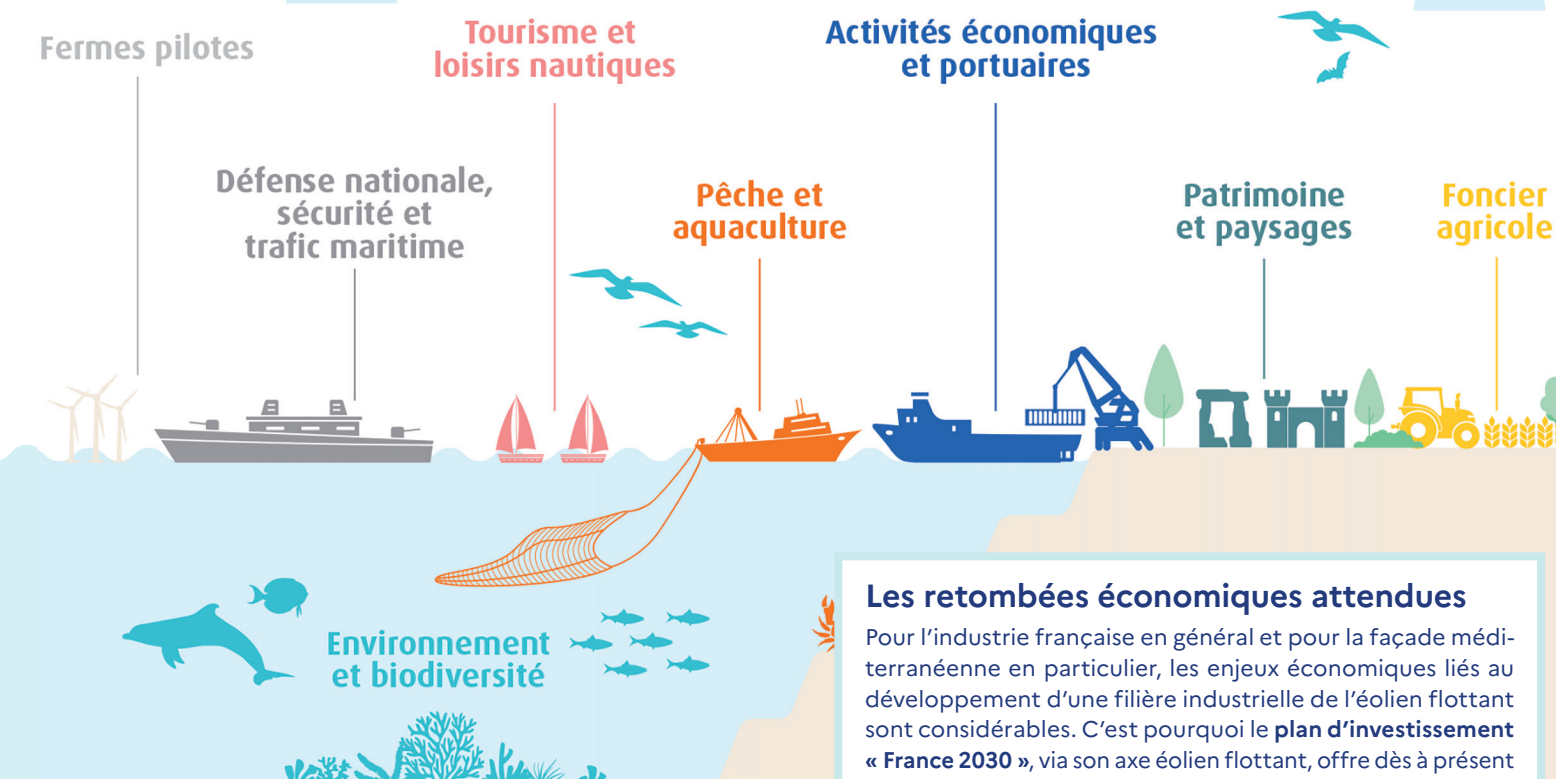 Fermes pilotes
Tourisme et
loisirs nautiques
Activités économiques
et portuaires
Défense nationale,
sécurité et
trafic maritime
Pêche et
aquaculture
Patrimoine
et paysages
Foncier
agricole
Environnement
et biodiversité
Les retombées économiques attendues
Pour l’industrie française en général et pour la façade médi-
terranéenne en particulier, les enjeux économiques liés au
développement d’une filière industrielle de l’éolien flottant
sont considérables. C’est pourquoi le plan d’investissement
« France 2030 », via son axe éolien flottant, offre dès à présent